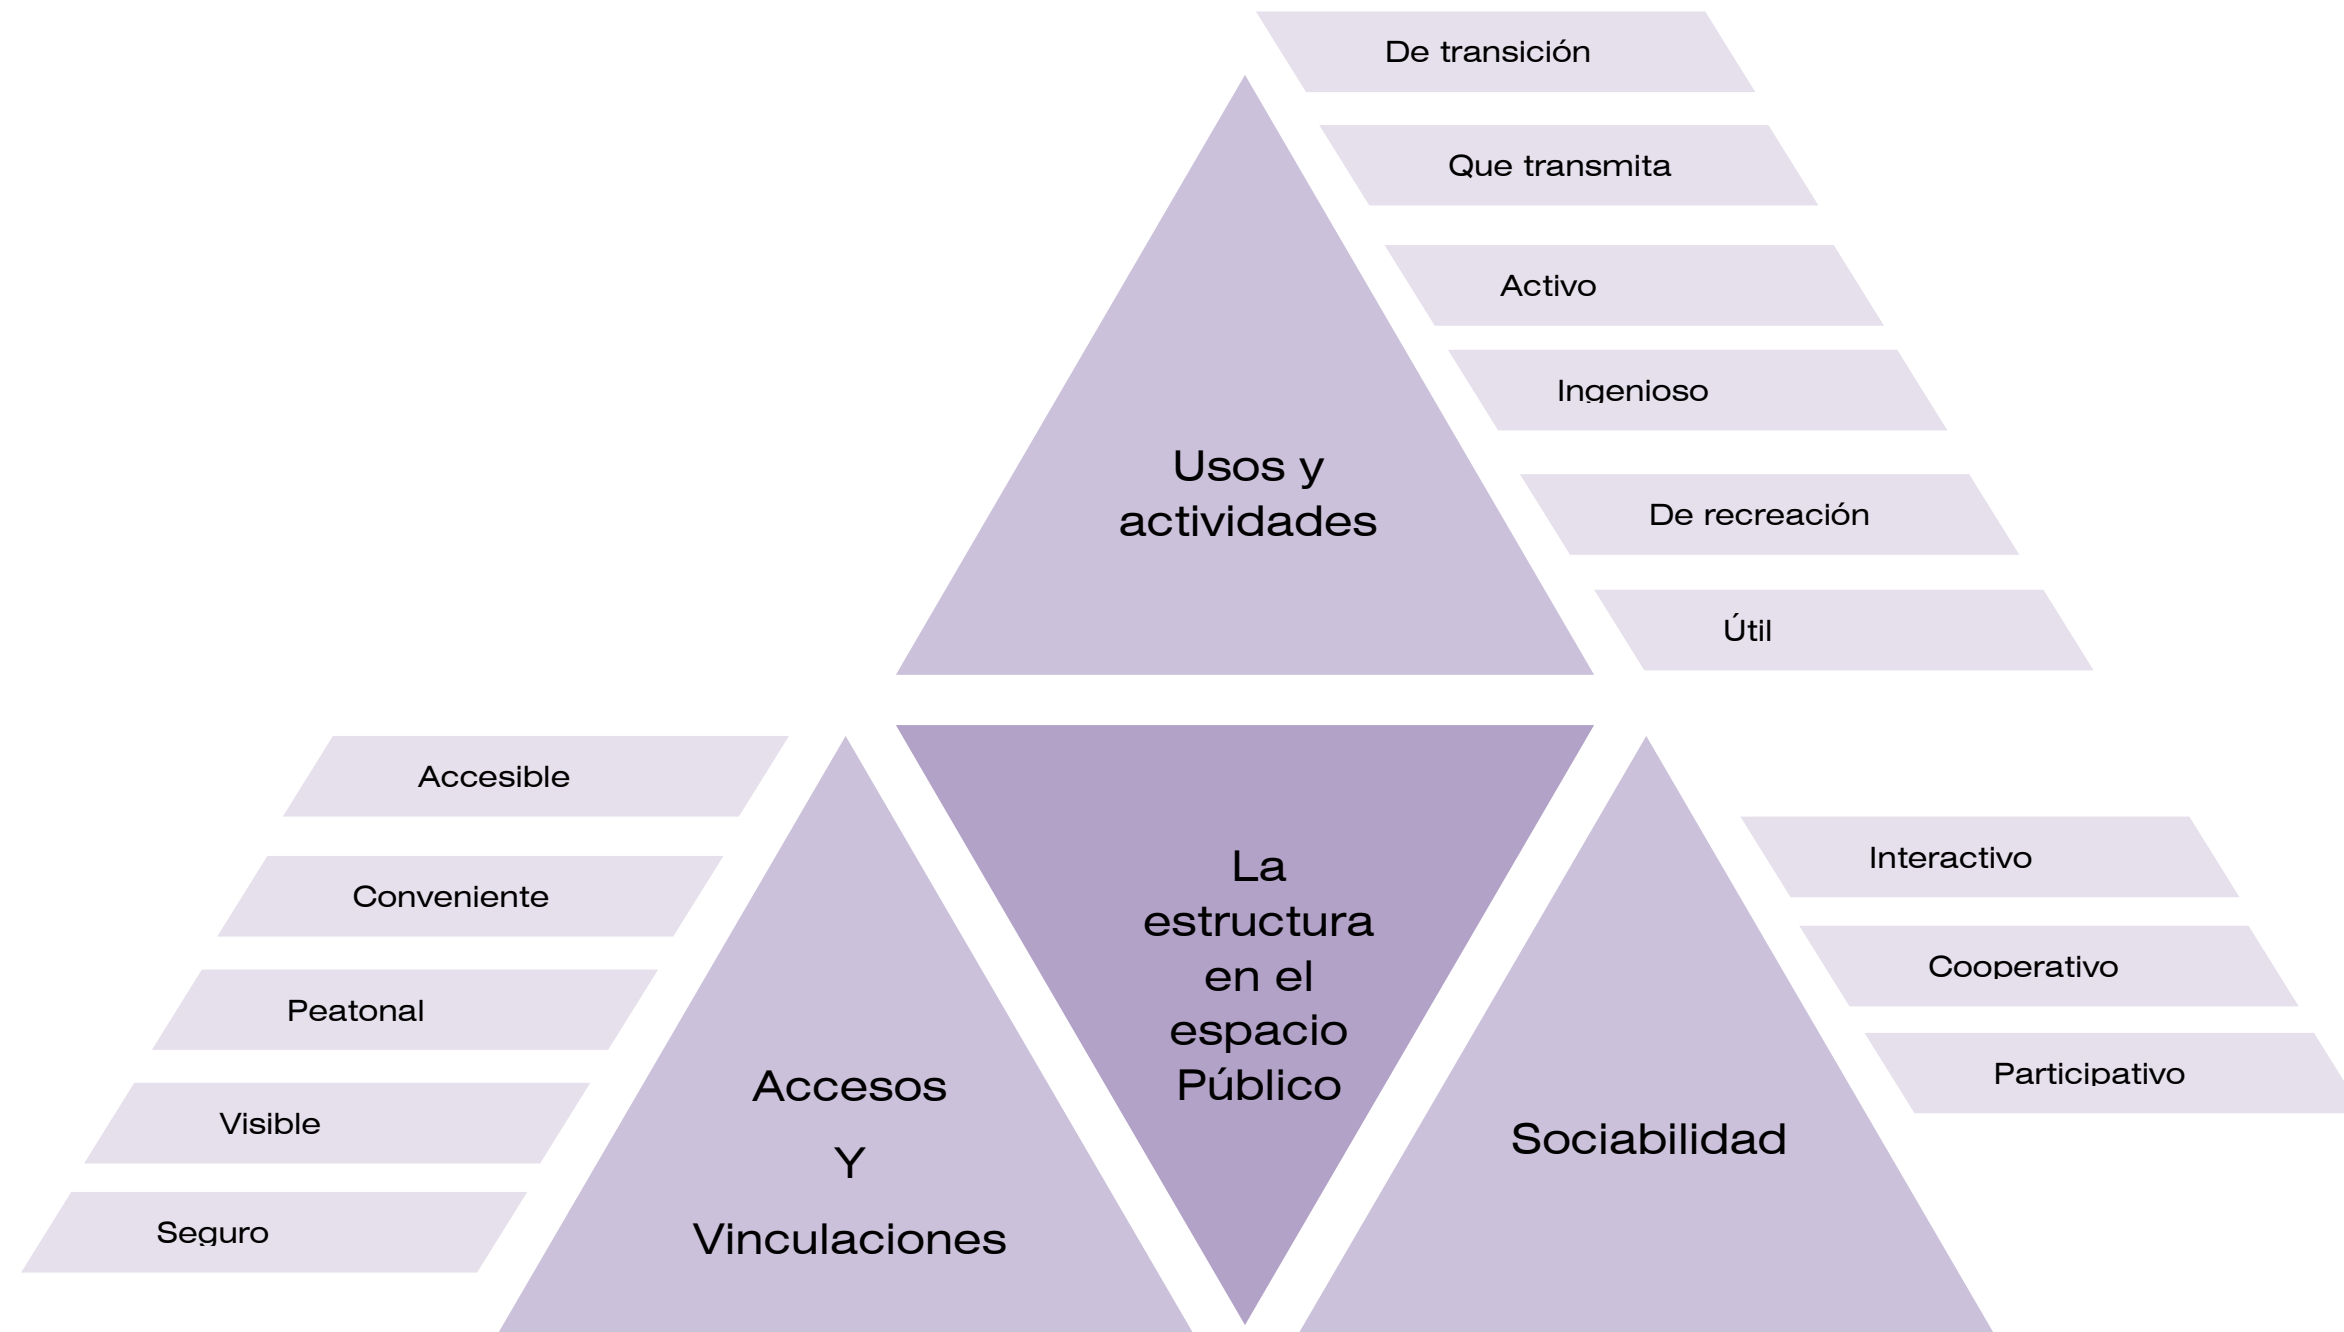 De transición
Que transmita
Activo
Ingenioso
Usos y
actividades
De recreación
Útil
Accesible
Conveniente
Peatonal
Visible
Seguro
Accesos
Y
Vinculaciones
La
estructura
en el
espacio
Público
Sociabilidad
Interactivo
Cooperativo
Participativo